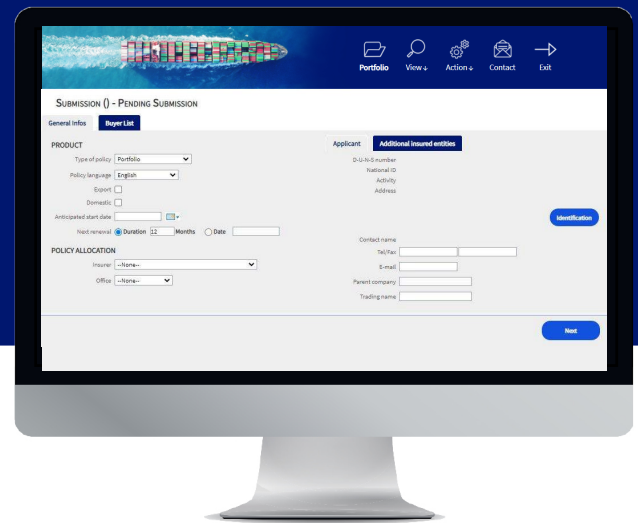 Portfolio View↓ Action↓ Contact Exit
SUBMISSION () - PENDING SUBMISSION
General Infos Buyer List
PRODUCT
Type of policy Portfolio
Policy language English
Export
Domestic
Anticipated start date
Next renewal Duration 12 Months Date
POLICY ALLOCATION
Insurer --None--
Office --None--
Applicant Additional insured entities
D-U-N-S number
National ID
Activity
Address
Identification
Contact name
Tel/Fax
E-mail
Parent company
Trading name
Next